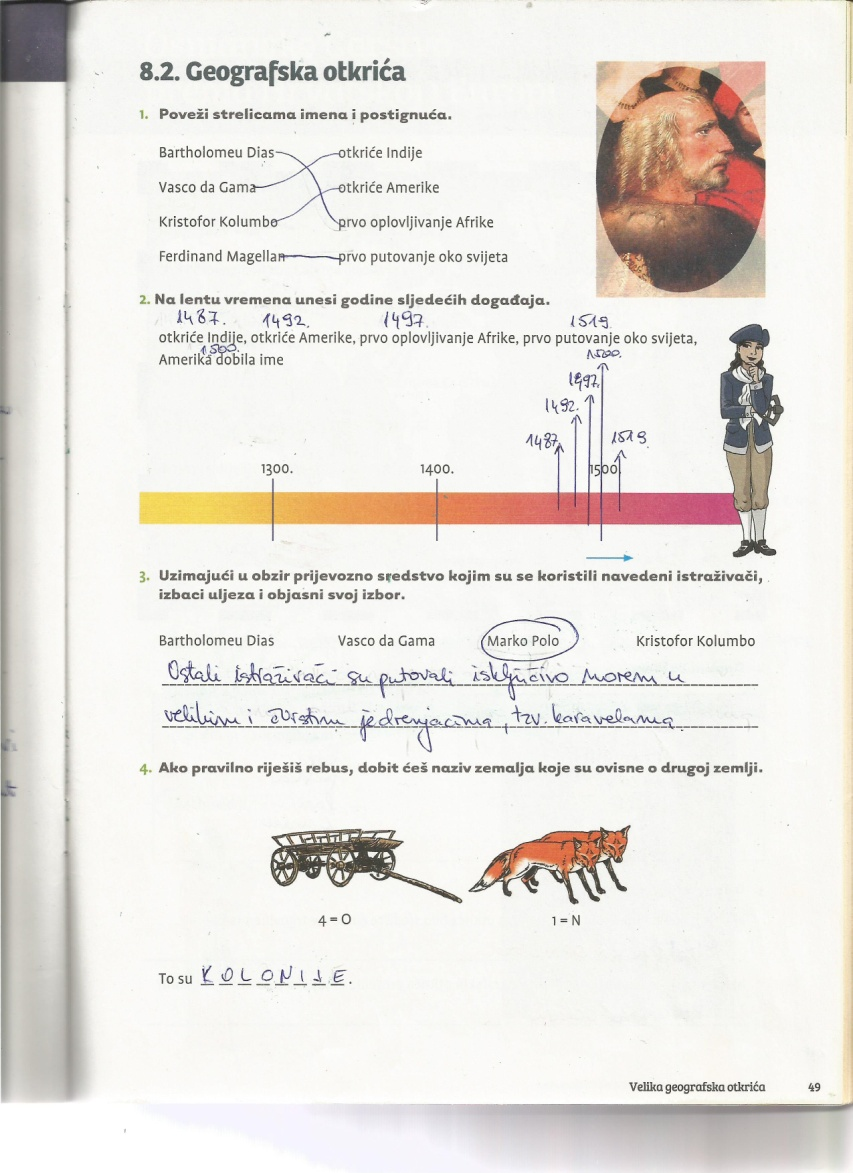 8.2. Geografska otkrića
1. Poveži strelicama imena i postignuća.
Bartholomeu Dias otkriće Indije
Vasco da Gama otkriće Amerike
Kristofor Kolumbo prvo oplovljivanje Afrike
Ferdinand Magellan prvo putovanje oko svijeta
2. Na lentu vremena unesi godine sljedećih događaja.
1487. 1492. 1497. 1519.
otkriće Indije, otkriće Amerike, prvo oplovljivanje Afrike, prvo putovanje oko svijeta,
1500.
Amerika dobila ime
1500.
1497.
1492.
1487. 1519.
1300. 1400. 1500.
3. Uzimajući u obzir prijevozno sredstvo kojim su se koristili navedeni istraživači,
izbaci uljeza i objasni svoj izbor.
Bartholomeu Dias Vasco da Gama Marko Polo Kristofor Kolumbo
Ostali istraživači su putovali isključivo morem u
velikim i čvrstim jedrenjacima, tzv. karavelama
4. Ako pravilno riješiš rebus, dobit ćeš naziv zemalja koje su ovisne o drugoj zemlji.
4 = O 1 = N
To su KOLONIJE.
Velika geografska otkrića 49